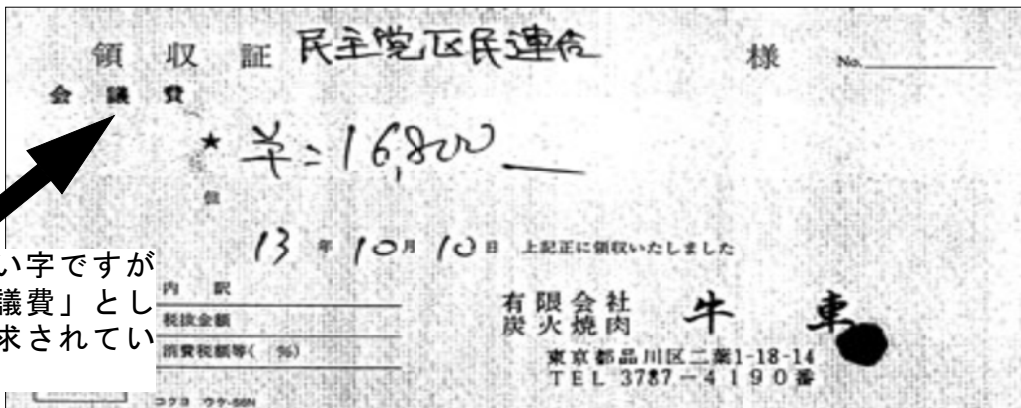 領収証 民主党区民連合 様 No.
会議費
★ ¥=16,800
但
13年10月10日 上記正に領収いたしました
い字ですが
議費」とし
求されてい
内訳
税抜金額
消費税額等( %)
有限会社
炭火焼肉 牛車
東京都品川区二葉1-18-14
TEL 3787-4190番
コクヨ ウケ-56N